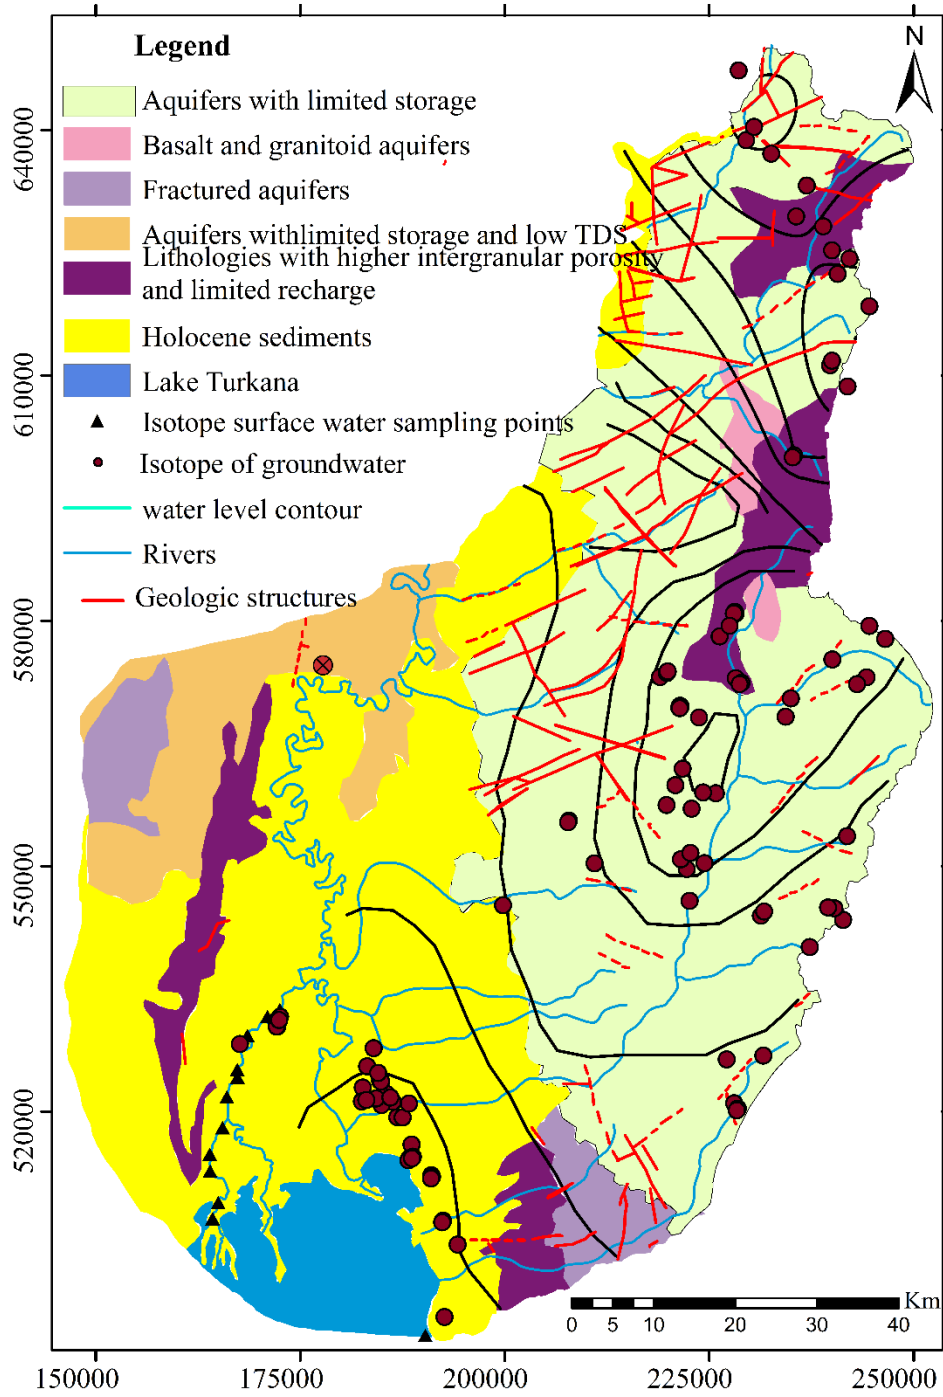 Legend
N
Aquifers with limited storage
Basalt and granitoid aquifers
Fractured aquifers
Aquifers withlimited storage and low TDS
Lithologies with higher intergranular porosity
and limited recharge
Holocene sediments
Lake Turkana
Isotope surface water sampling points
Isotope of groundwater
water level contour
Rivers
Geologic structures
640000
610000
580000
550000
520000
Km
0 5 10 20 30 40
150000 175000 200000 225000 250000